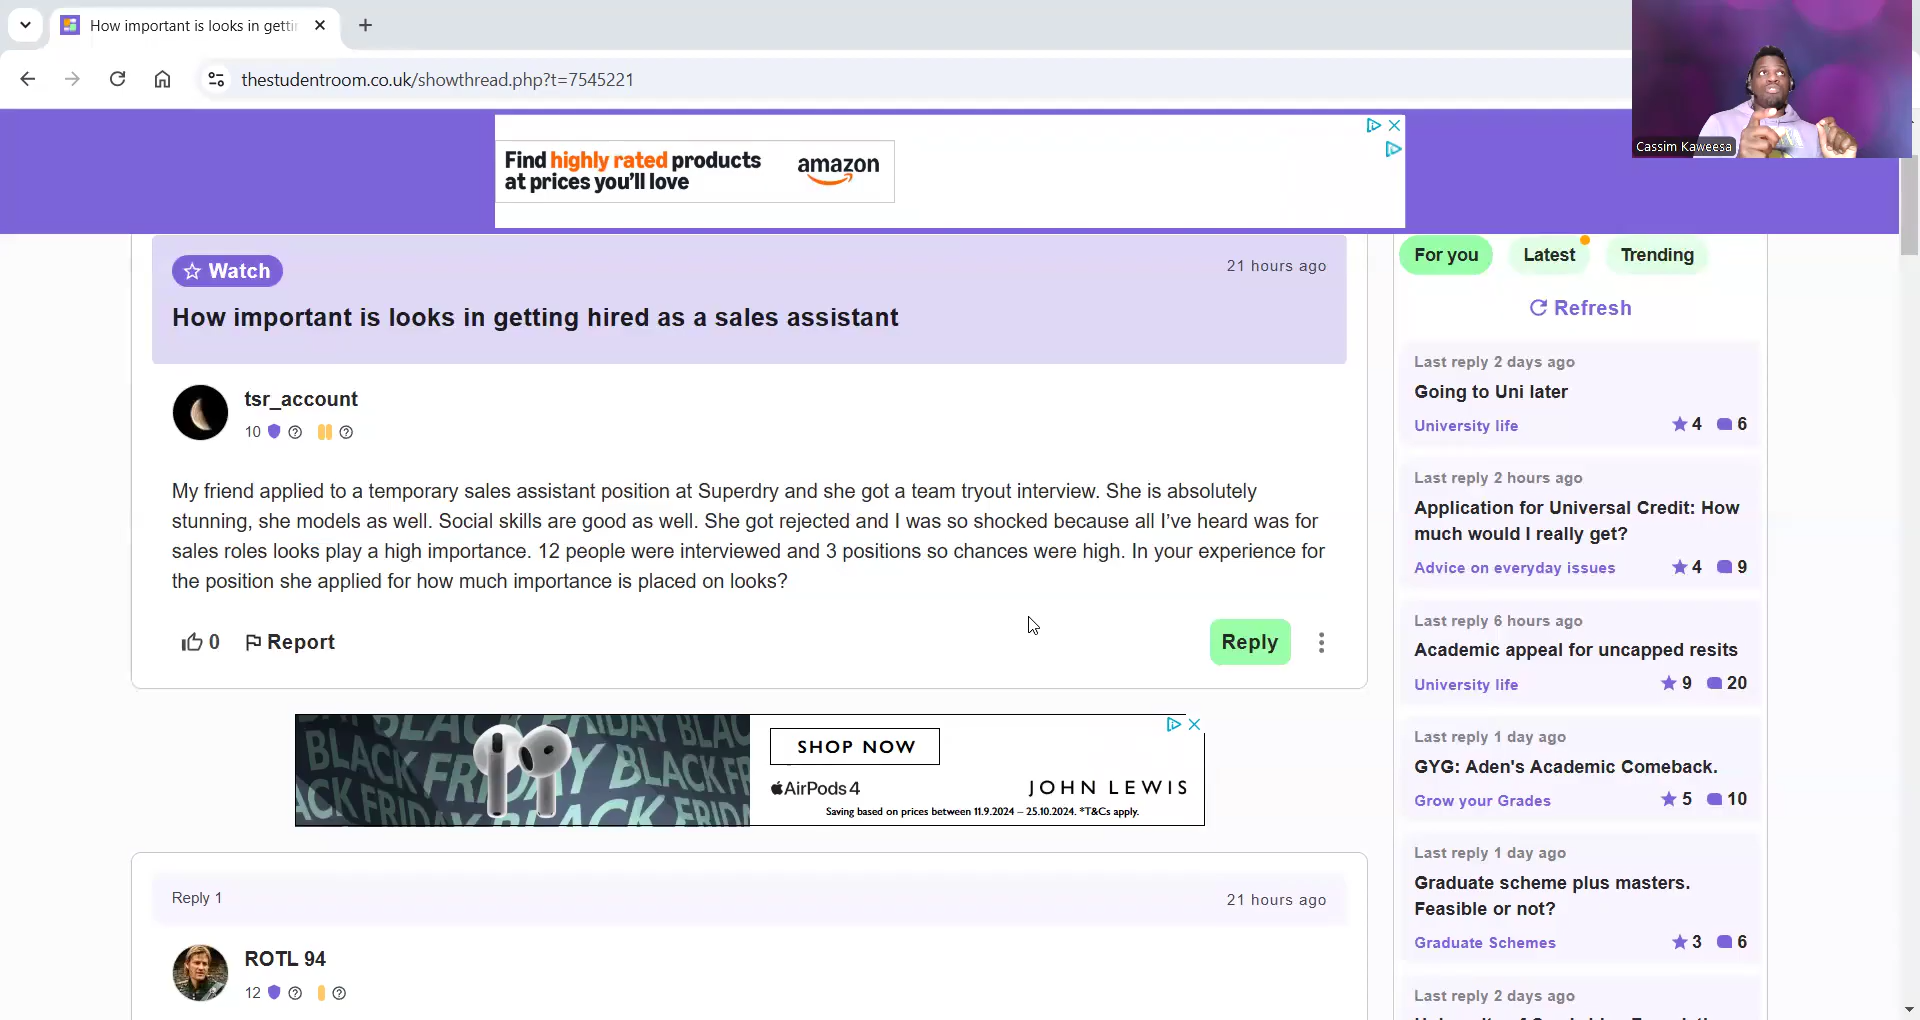 How important is looks in getti
thestudentroom.co.uk/showthread.php?t=7545221
Cassim Kaweesa
Find highly rated products
at prices you'll love
amazon
Watch
21 hours ago
How important is looks in getting hired as a sales assistant
tsr_account
10
My friend applied to a temporary sales assistant position at Superdry and she got a team tryout interview. She is absolutely
stunning, she models as well. Social skills are good as well. She got rejected and I was so shocked because all I've heard was for
sales roles looks play a high importance. 12 people were interviewed and 3 positions so chances were high. In your experience for
the position she applied for how much importance is placed on looks?
0
Report
Reply
BLACK FRIDAY
SHOP NOW
AirPods 4
JOHN LEWIS
Saving based on prices between 11.9.2024 – 25.10.2024. *T&Cs apply.
Reply 1
21 hours ago
ROTL 94
12
For you
Latest
Trending
Refresh
Last reply 2 days ago
Going to Uni later
University life
4
6
Last reply 2 hours ago
Application for Universal Credit: How
much would I really get?
Advice on everyday issues
4
9
Last reply 6 hours ago
Academic appeal for uncapped resits
University life
9
20
Last reply 1 day ago
GYG: Aden's Academic Comeback.
Grow your Grades
5
10
Last reply 1 day ago
Graduate scheme plus masters.
Feasible or not?
Graduate Schemes
3
6
Last reply 2 days ago